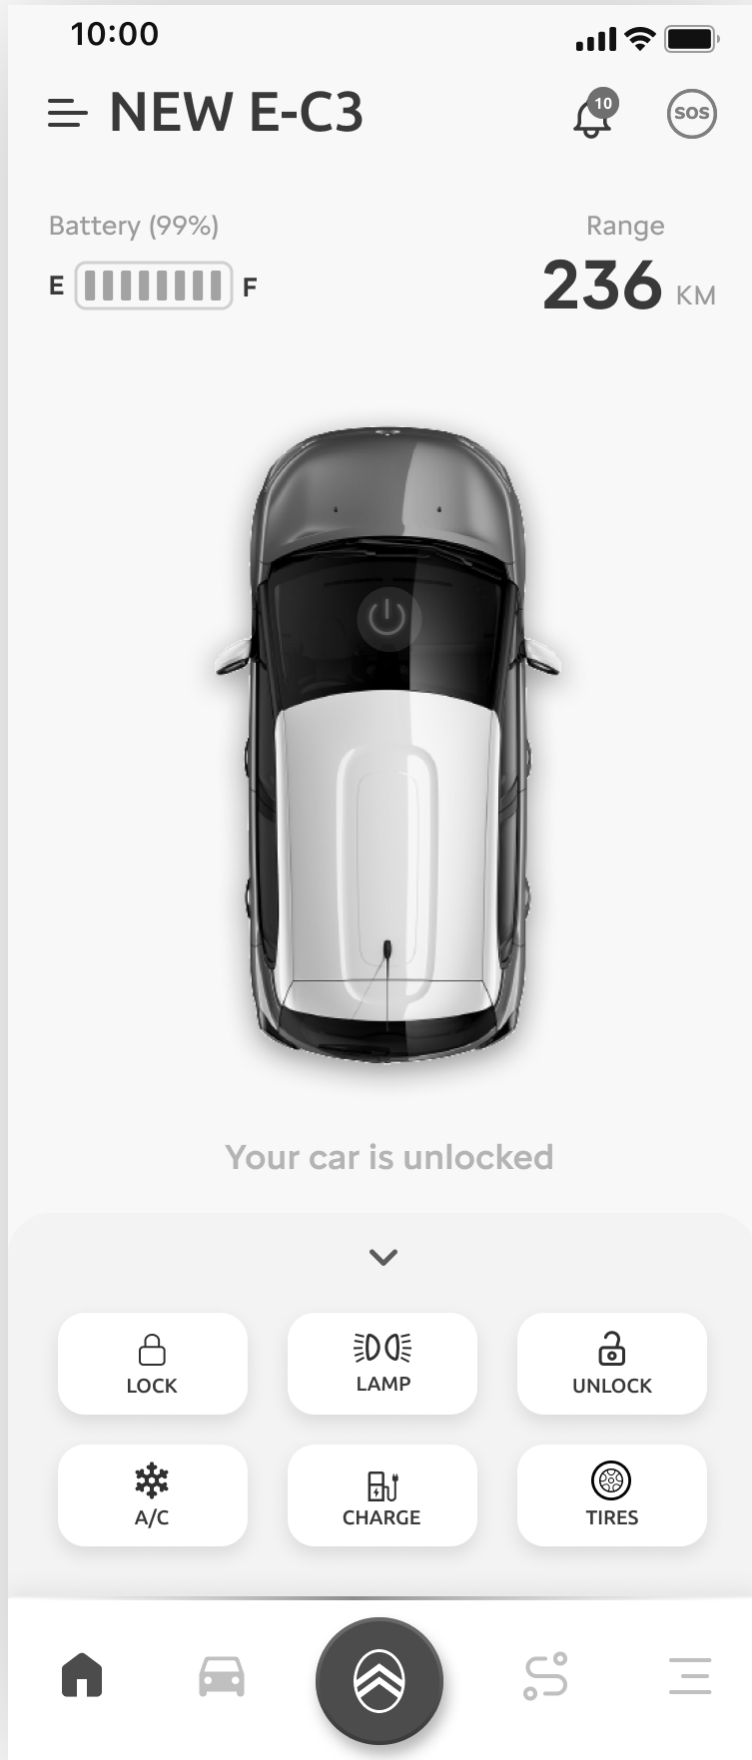 10:00
NEW E-C3
10
SOS
Battery (99%)
Range
E
F
236 KM
Your car is unlocked
LOCK
LAMP
UNLOCK
A/C
CHARGE
TIRES